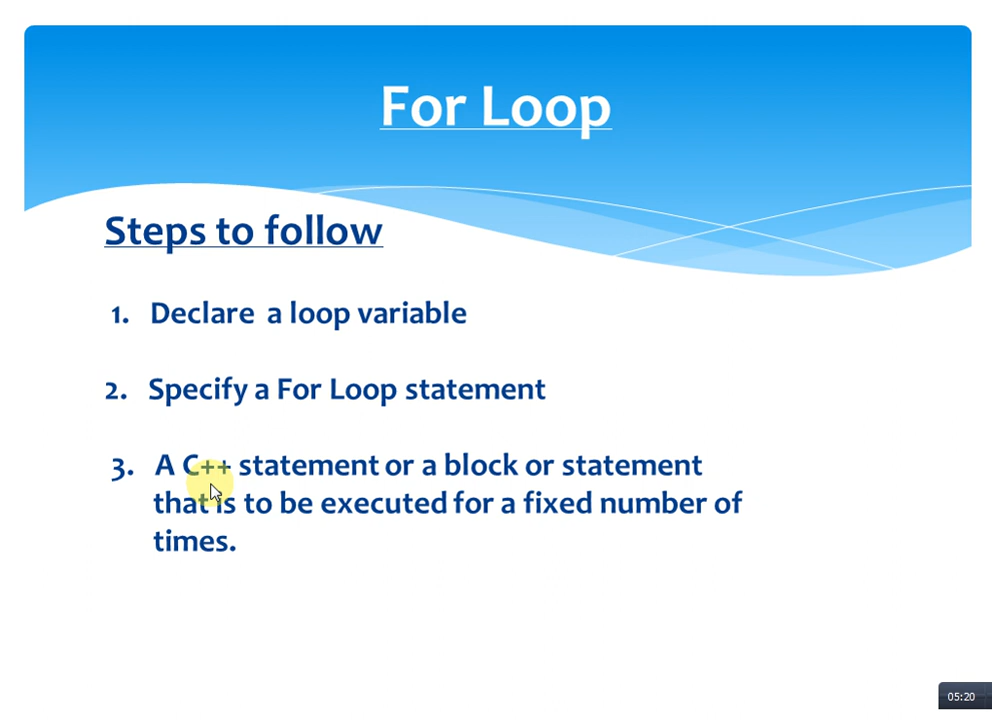 For Loop
Steps to follow
1. Declare a loop variable
2. Specify a For Loop statement
3. A C++ statement or a block or statement
that is to be executed for a fixed number of
times.
05:20